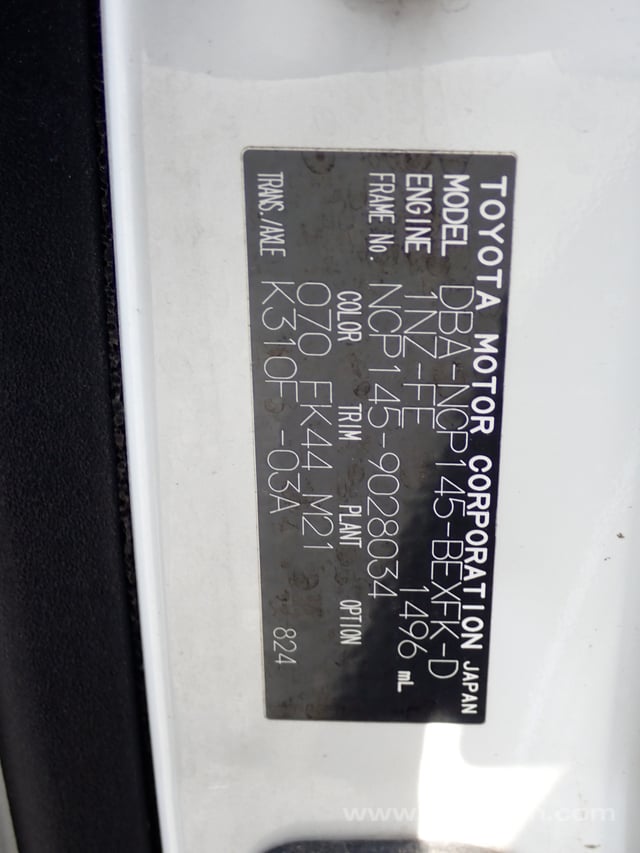 TOYOTA MOTOR CORPORATION JAPAN
MODEL DBA-NCP145-BEXFK-D
ENGINE 1NZ-FE 1496 mL
FRAME No. NCP145-9028034
COLOR TRIM PLANT OPTION
070 FK44 M21
TRANS./AXLE K310F -03A 824